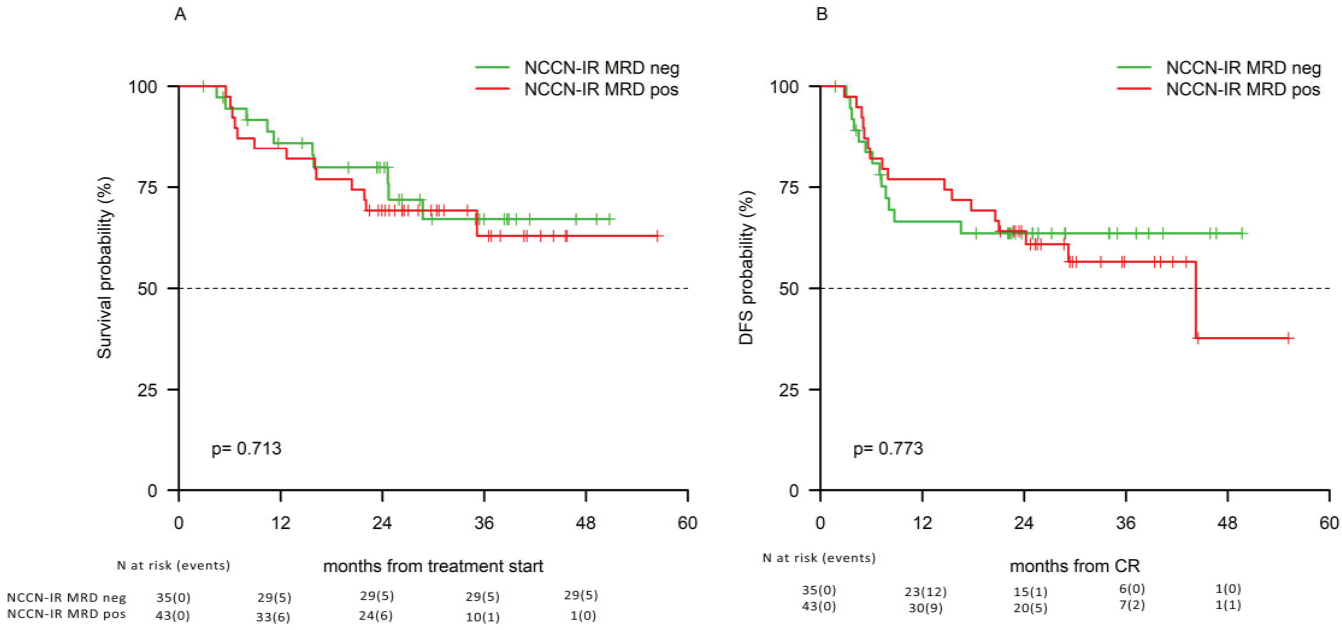 A
NCCN-IR MRD neg
NCCN-IR MRD pos
100
75
50
25
0
Survival probability (%)
p= 0.713
0 12 24 36 48 60
months from treatment start
N at risk (events)
NCCN-IR MRD neg 35(0) 29(5) 29(5) 29(5) 29(5)
NCCN-IR MRD pos 43(0) 33(6) 24(6) 10(1) 1(0)
B
NCCN-IR MRD neg
NCCN-IR MRD pos
100
75
50
25
0
DFS probability (%)
p= 0.773
0 12 24 36 48 60
months from CR
N at risk (events)
35(0) 23(12) 15(1) 6(0) 1(0)
43(0) 30(9) 20(5) 7(2) 1(1)